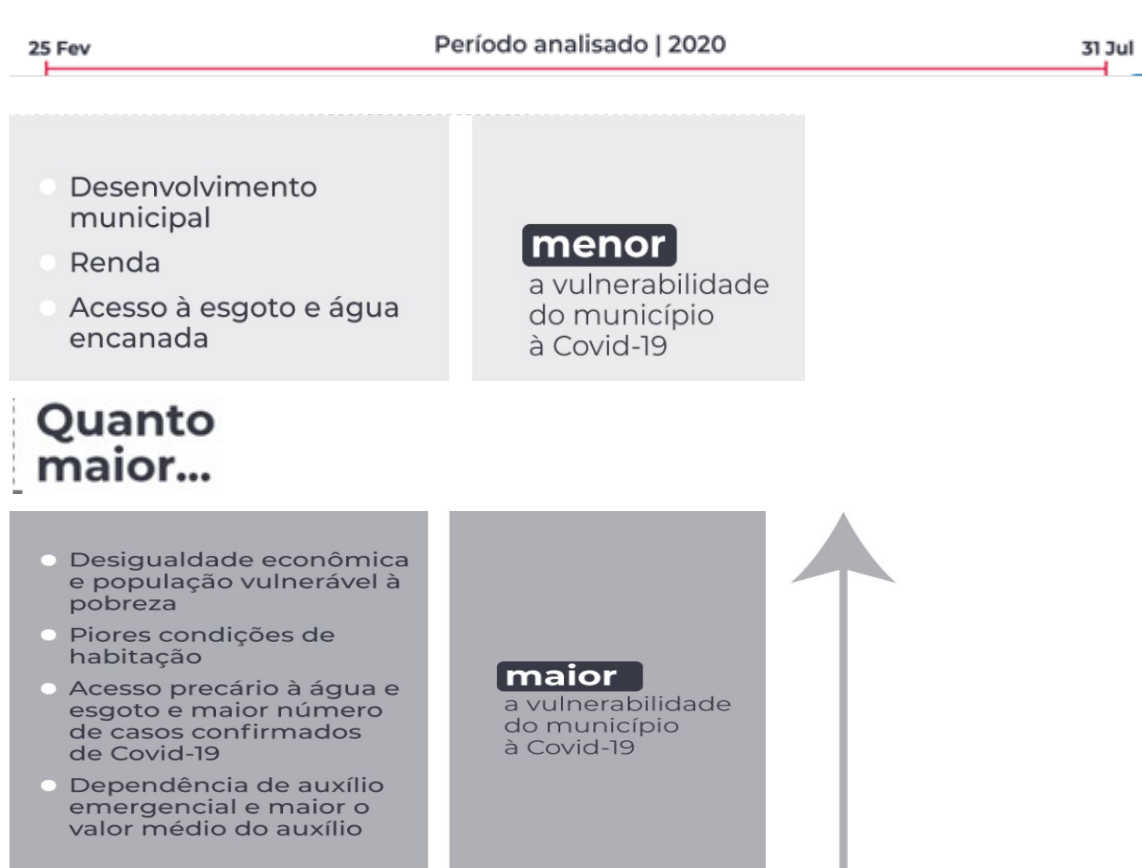 25 Fev
Período analisado | 2020
31 Jul
Desenvolvimento
municipal
Renda
Acesso à esgoto e água
encanada
menor
a vulnerabilidade
do município
à Covid-19
Quanto
maior...
Desigualdade econômica
e população vulnerável à
pobreza
Piores condições de
habitação
Acesso precário à água e
esgoto e maior número
de casos confirmados
de Covid-19
Dependência de auxílio
emergencial e maior o
valor médio do auxílio
maior
a vulnerabilidade
do município
à Covid-19